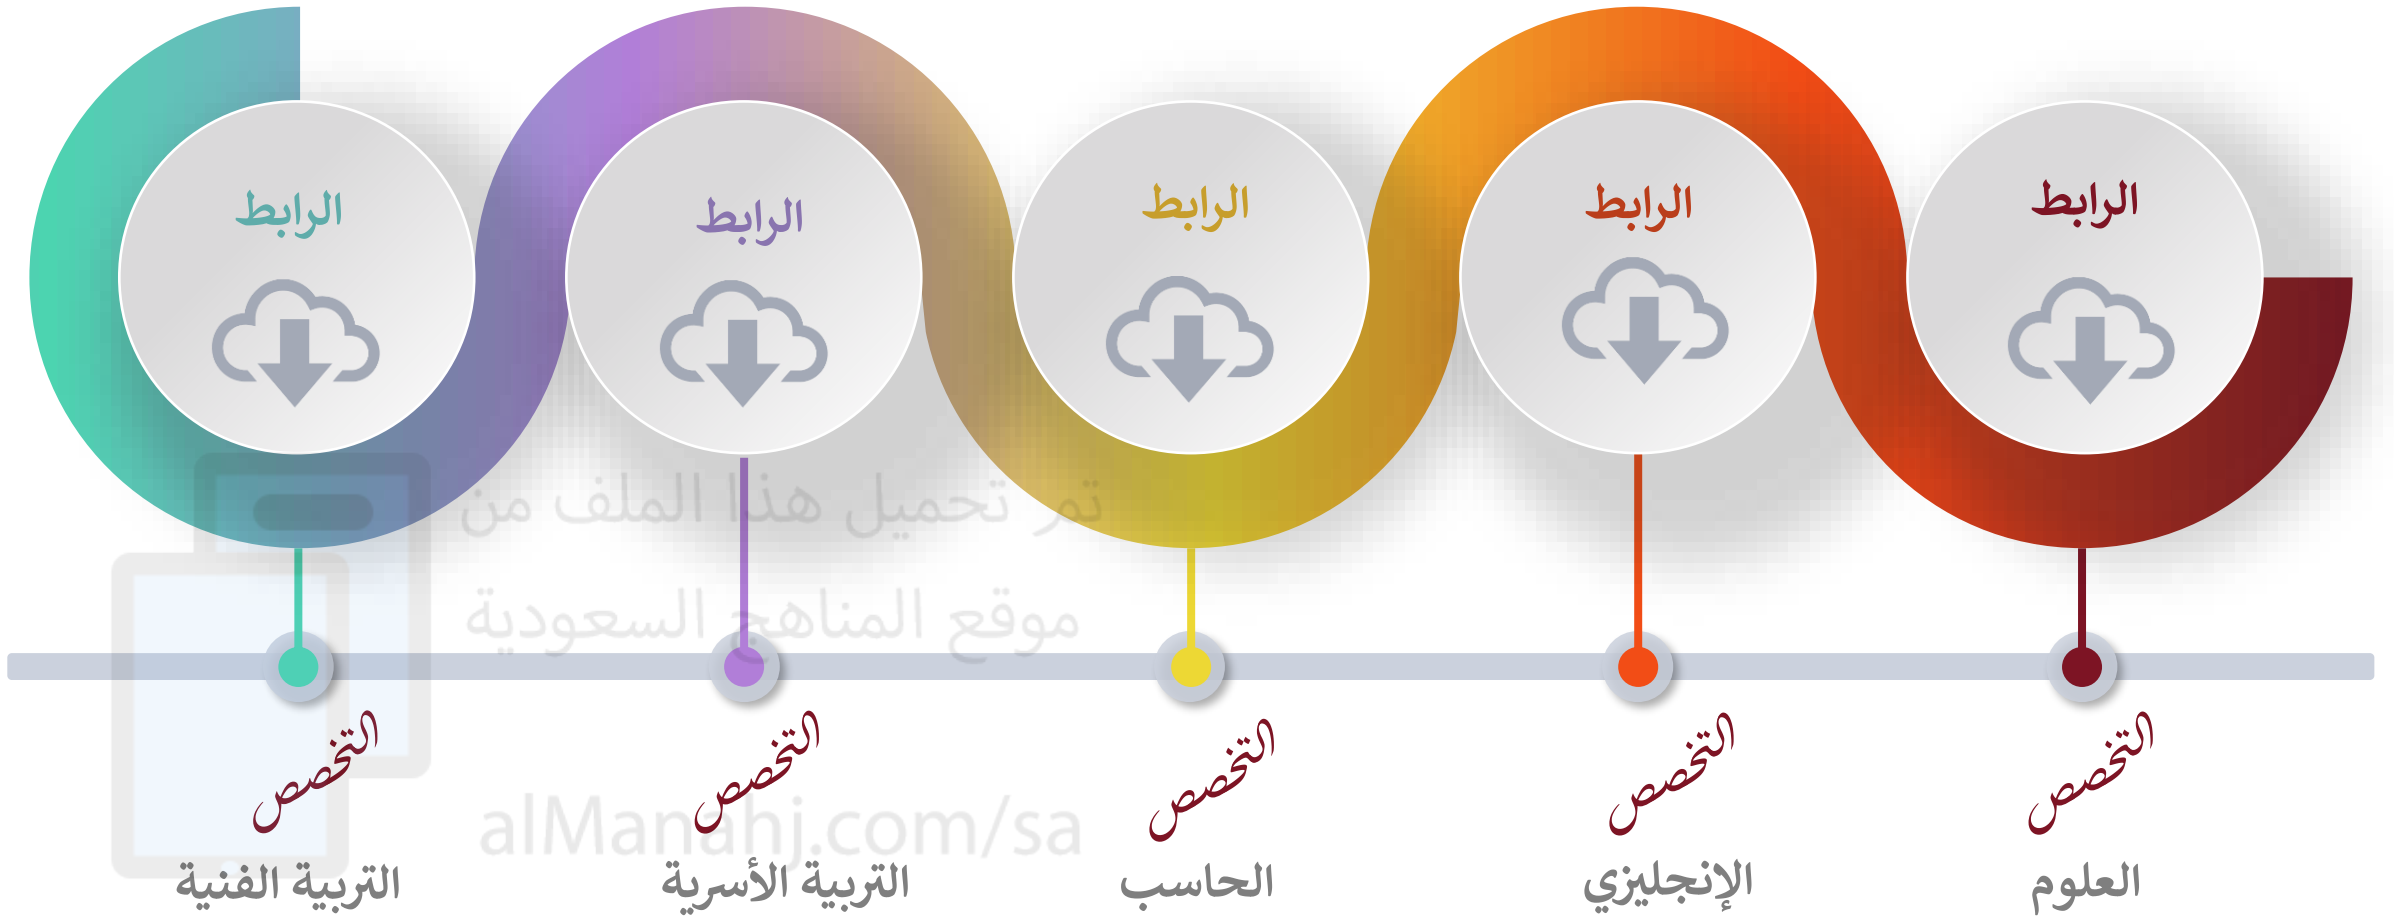 الرابط
الرابط
الرابط
الرابط
الرابط
تم تحميل هذا الملف من
موقع المناهج السعودية
التخصص
التخصص
التخصص
التخصص
التخصص
alManahj.com/sa
العلوم
الإنجليزي
الحاسب
التربية الأسرية
التربية الفنية